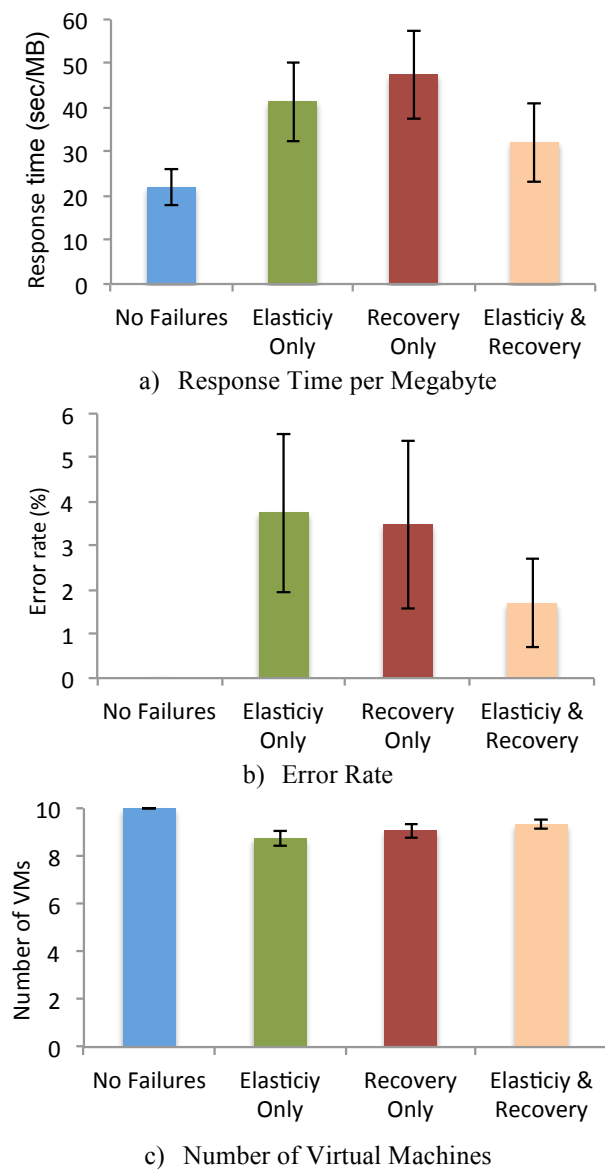 Response time (sec/MB)
60
50
40
30
20
10
0
No Failures
Elasticiy Only
Recovery Only
Elasticiy & Recovery
a) Response Time per Megabyte
Error rate (%)
6
5
4
3
2
1
0
No Failures
Elasticiy Only
Recovery Only
Elasticiy & Recovery
b) Error Rate
Number of VMs
10
8
6
4
2
0
No Failures
Elasticiy Only
Recovery Only
Elasticiy & Recovery
c) Number of Virtual Machines